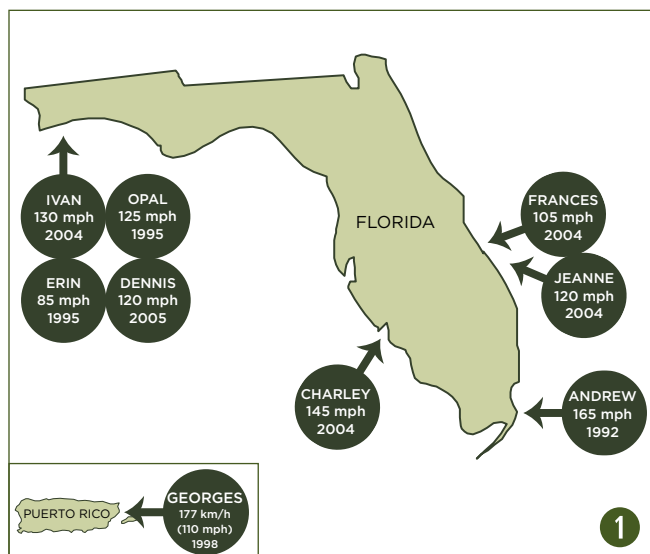 IVAN
130 mph
2004
OPAL
125 mph
1995
ERIN
85 mph
1995
DENNIS
120 mph
2005
FLORIDA
FRANCES
105 mph
2004
JEANNE
120 mph
2004
CHARLEY
145 mph
2004
ANDREW
165 mph
1992
PUERTO RICO
GEORGES
177 km/h
(110 mph)
1998
1